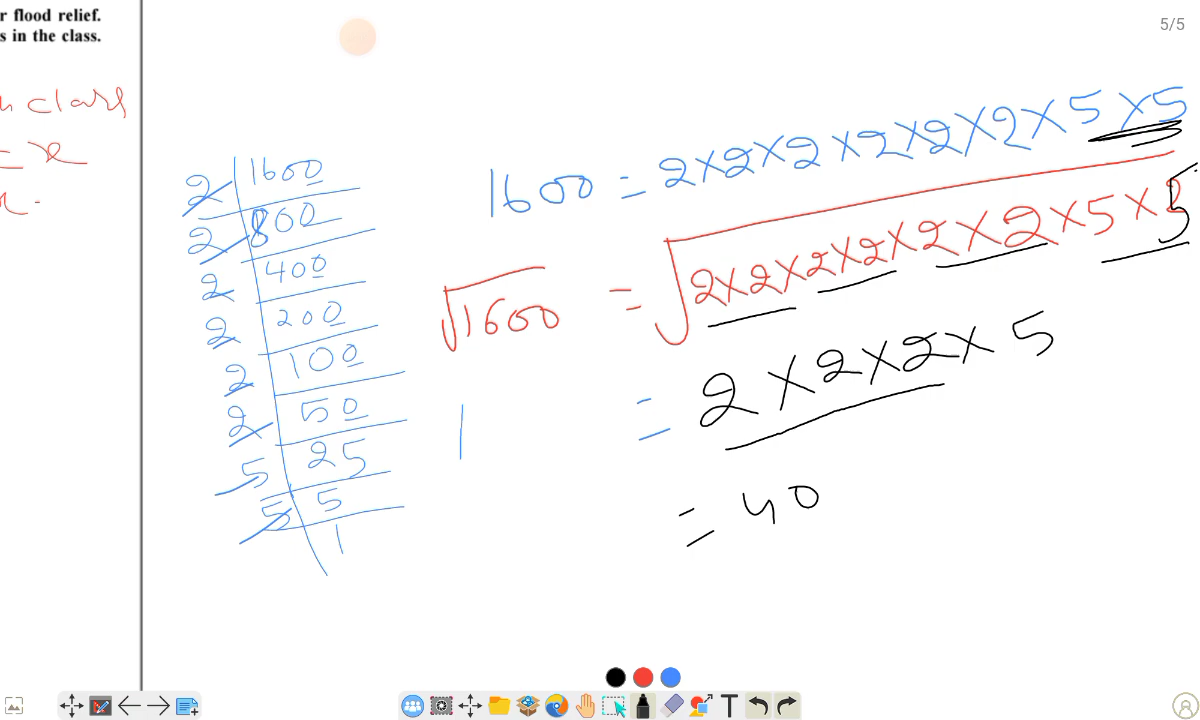 r flood relief.
s in the class.
5/5
class
= x
x.
2 | 1600
2 | 800
2 | 400
2 | 200
2 | 100
2 | 50
5 | 25
5 | 5
1
1600 = 2×2×2×2×2×2×5×5
√1600 = √2×2×2×2×2×2×5×5
= 2×2×2×5
= 40
T